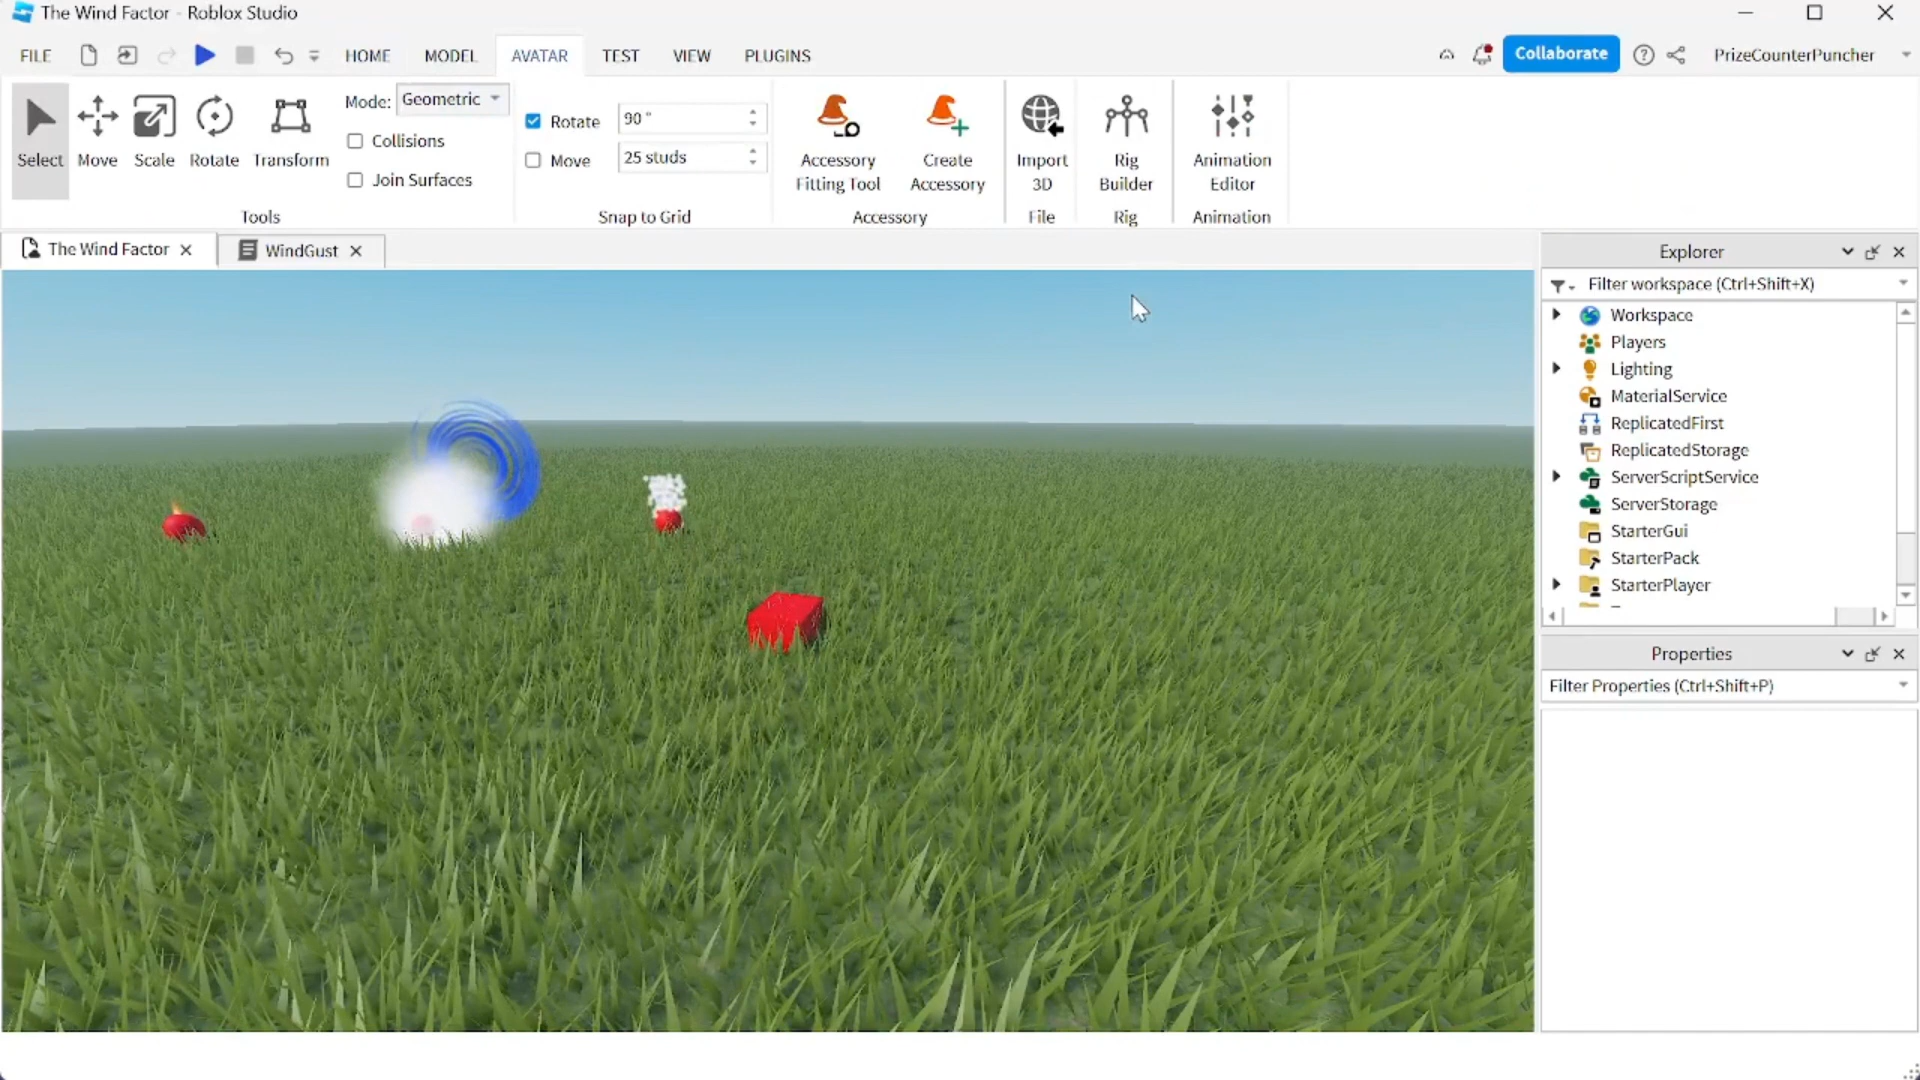 The Wind Factor - Roblox Studio
FILE
HOME
MODEL
AVATAR
TEST
VIEW
PLUGINS
Collaborate
PrizeCounterPuncher
Select
Move
Scale
Rotate
Transform
Mode: Geometric
Collisions
Join Surfaces
Tools
Rotate
90 °
Move
25 studs
Snap to Grid
Accessory
Fitting Tool
Create
Accessory
Accessory
Import
3D
File
Rig
Builder
Rig
Animation
Editor
Animation
The Wind Factor
WindGust
Explorer
Filter workspace (Ctrl+Shift+X)
Workspace
Players
Lighting
MaterialService
ReplicatedFirst
ReplicatedStorage
ServerScriptService
ServerStorage
StarterGui
StarterPack
StarterPlayer
Properties
Filter Properties (Ctrl+Shift+P)